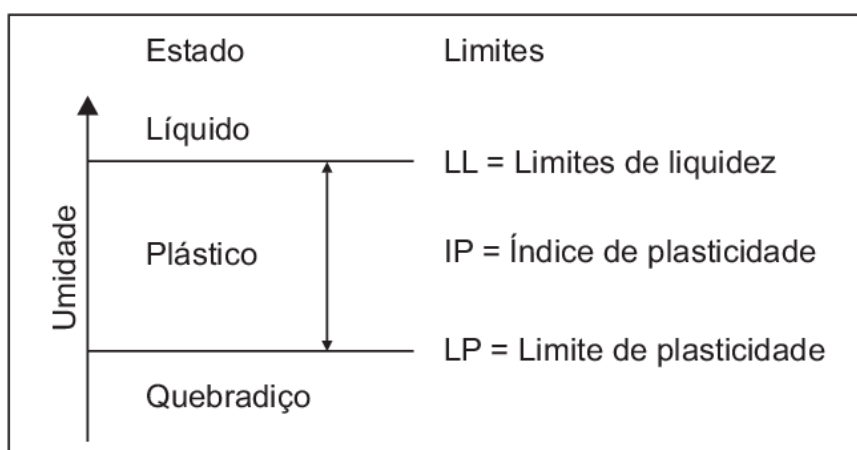 Estado Limites
Líquido
LL = Limites de liquidez
Umidade
Plástico
IP = Índice de plasticidade
LP = Limite de plasticidade
Quebradiço